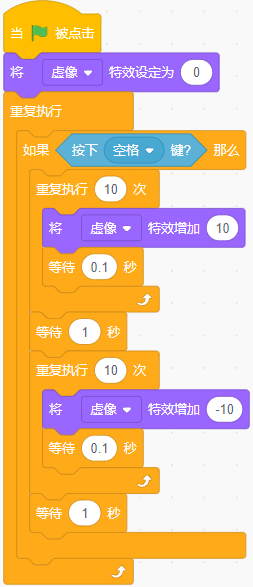 当 被点击
将 虚像 特效设定为 0
重复执行
如果 按下 空格 键? 那么
重复执行 10 次
将 虚像 特效增加 10
等待 0.1 秒
等待 1 秒
重复执行 10 次
将 虚像 特效增加 -10
等待 0.1 秒
等待 1 秒